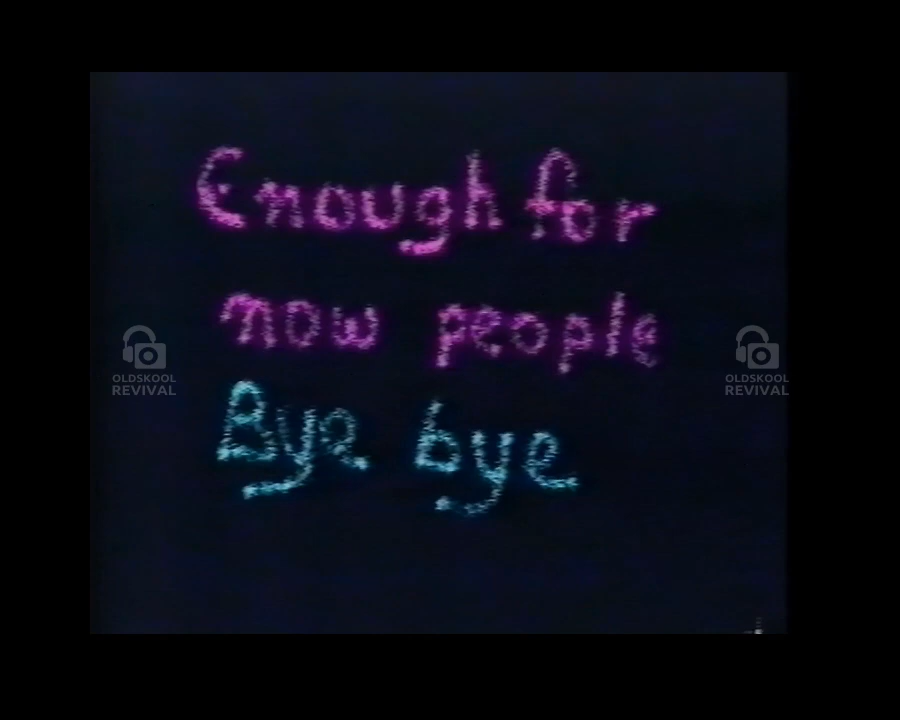 Enough for
now people
OLDSKOOL
REVIVAL
OLDSKOOL
REVIVAL
Bye bye